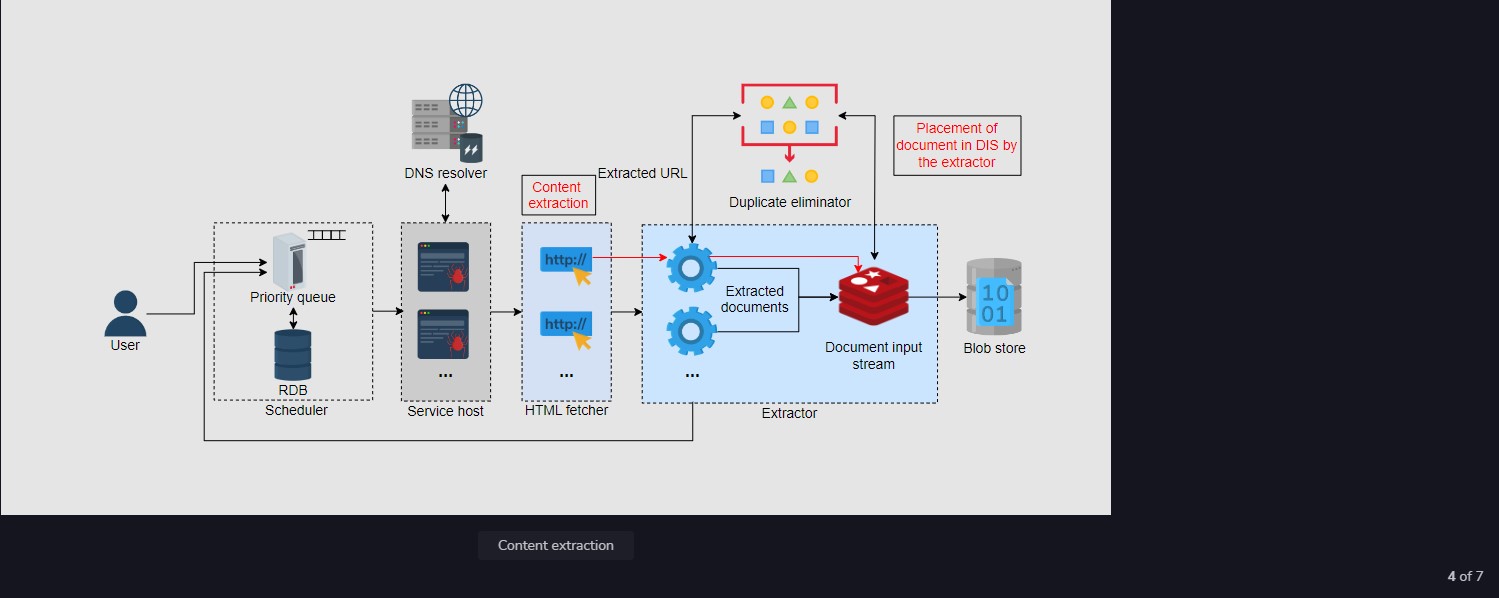 DNS resolver
Extracted URL
Content
extraction
Placement of
document in DIS by
the extractor
Duplicate eliminator
User
Priority queue
RDB
Scheduler
...
Service host
http://
http://
...
HTML fetcher
Extracted
documents
...
Document input
stream
Extractor
10
01
Blob store
Content extraction
4 of 7